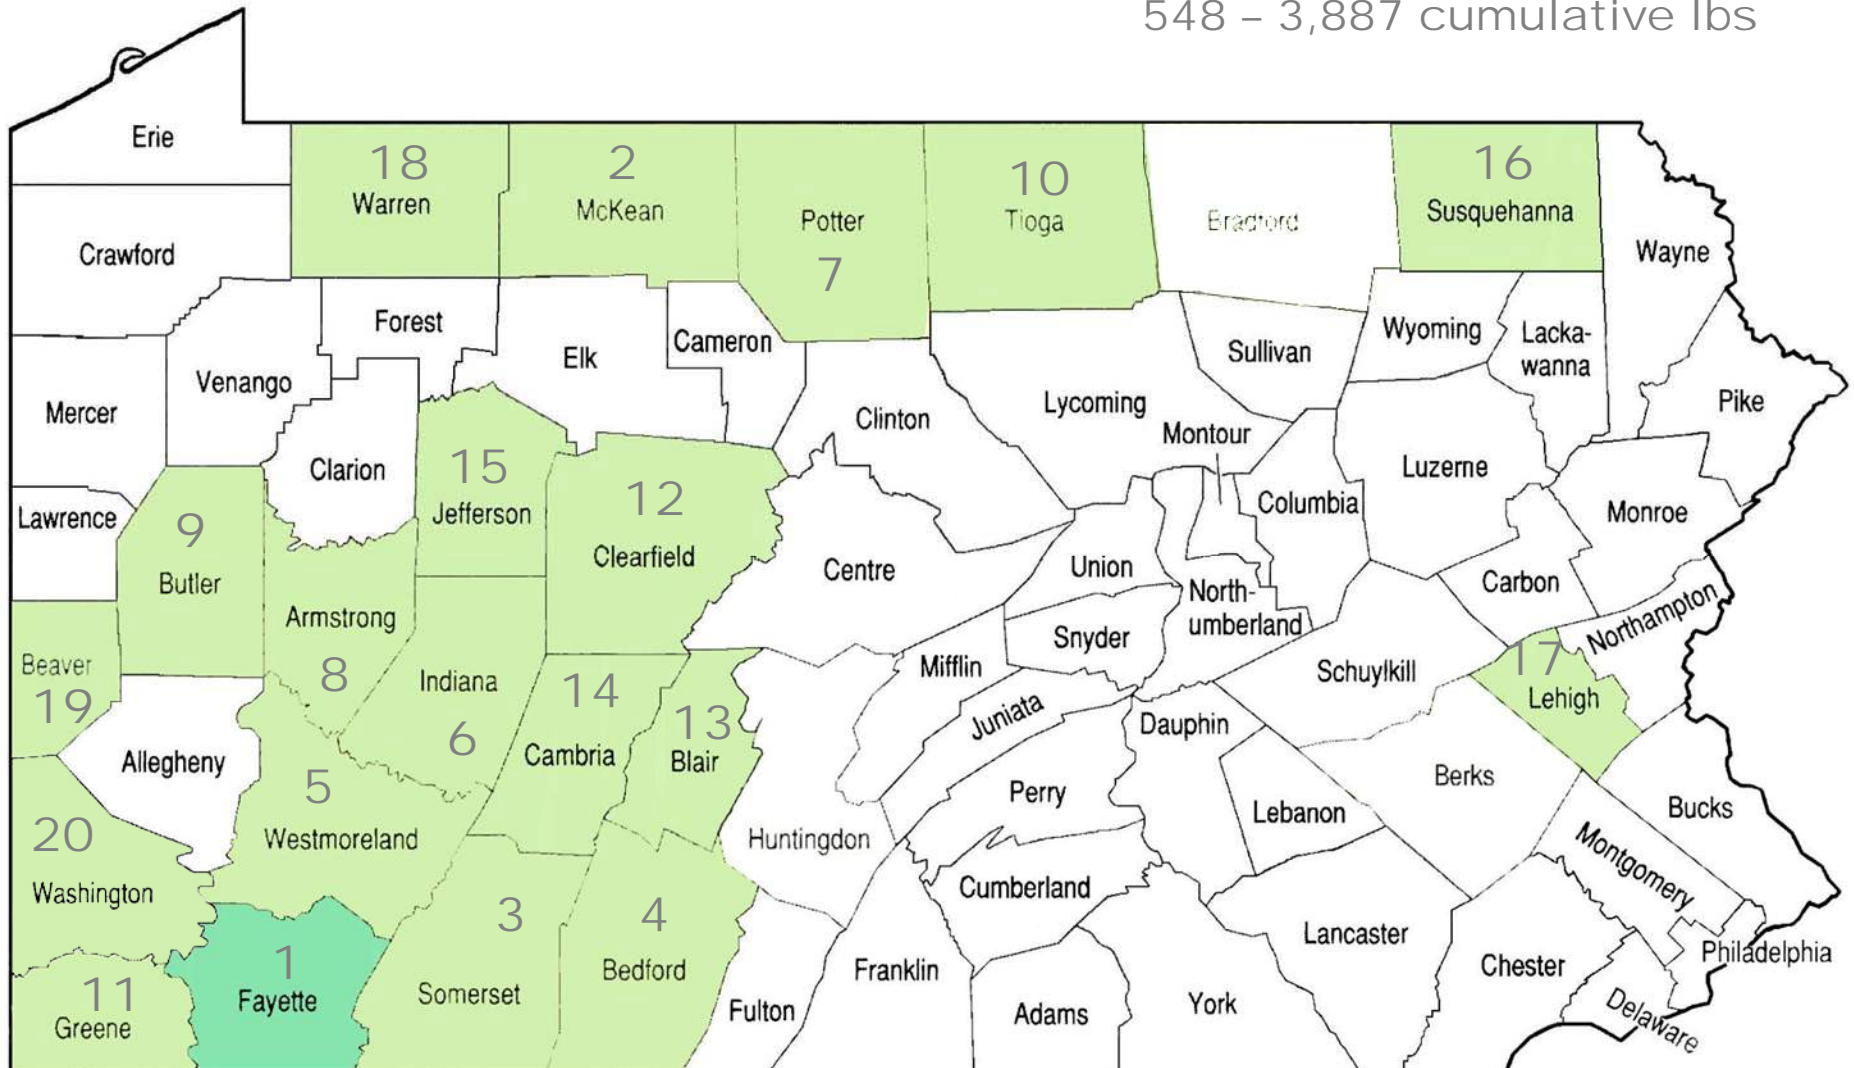 548 – 3,887 cumulative lbs
Erie
18
Warren
2
McKean
Potter
7
10
Tioga
Bradford
16
Susquehanna
Wayne
Crawford
Forest
Elk
Cameron
Venango
Mercer
Clinton
Lycoming
Sullivan
Wyoming
Lacka-
wanna
Pike
Montour
Clarion
15
Jefferson
12
Clearfield
Columbia
Luzerne
Monroe
Lawrence
9
Butler
Armstrong
8
Centre
Union
North-
umberland
Carbon
Northampton
Snyder
Mifflin
Schuylkill
17
Lehigh
Beaver
19
Indiana
6
14
Cambria
13
Blair
Juniata
Dauphin
Allegheny
5
Westmoreland
Perry
Lebanon
Berks
Bucks
Huntingdon
20
Washington
Cumberland
Montgomery
Lancaster
3
Somerset
4
Bedford
1
Fayette
11
Greene
Fulton
Franklin
Adams
York
Chester
Philadelphia
Delaware